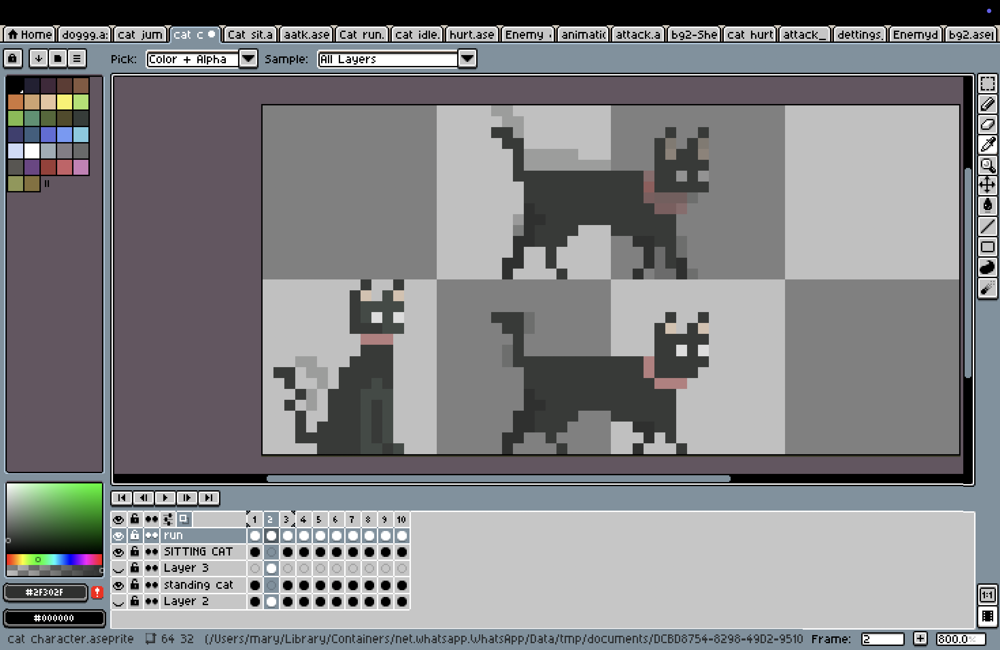 Home doggg.a: cat jum cat c Cat sit.a aatk.ase Cat run. cat idle. hurt.ase Enemy animatic attack.a bg2-She cat hurt attack_ dettings. Enemyd bg2.asep
Pick: Color + Alpha Sample: All Layers
1 2 3 4 5 6 7 8 9 10
run
SITTING CAT
Layer 3
standing cat
Layer 2
#2F302F
!
#000000
1:1
cat character.aseprite 64 32 (/Users/mary/Library/Containers/net.whatsapp.WhatsApp/Data/tmp/documents/DCBD8754-8298-49D2-9510 Frame: 2 + 800.0%